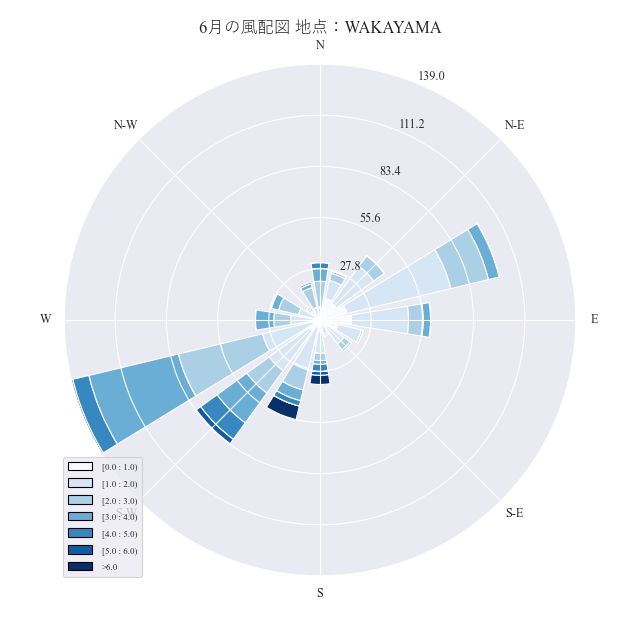 6月の風配図 地点：WAKAYAMA
N
139.0
N-W
N-E
111.2
83.4
55.6
27.8
W
E
S-W
S-E
S
[0.0 : 1.0)
[1.0 : 2.0)
[2.0 : 3.0)
[3.0 : 4.0)
[4.0 : 5.0)
[5.0 : 6.0)
>6.0